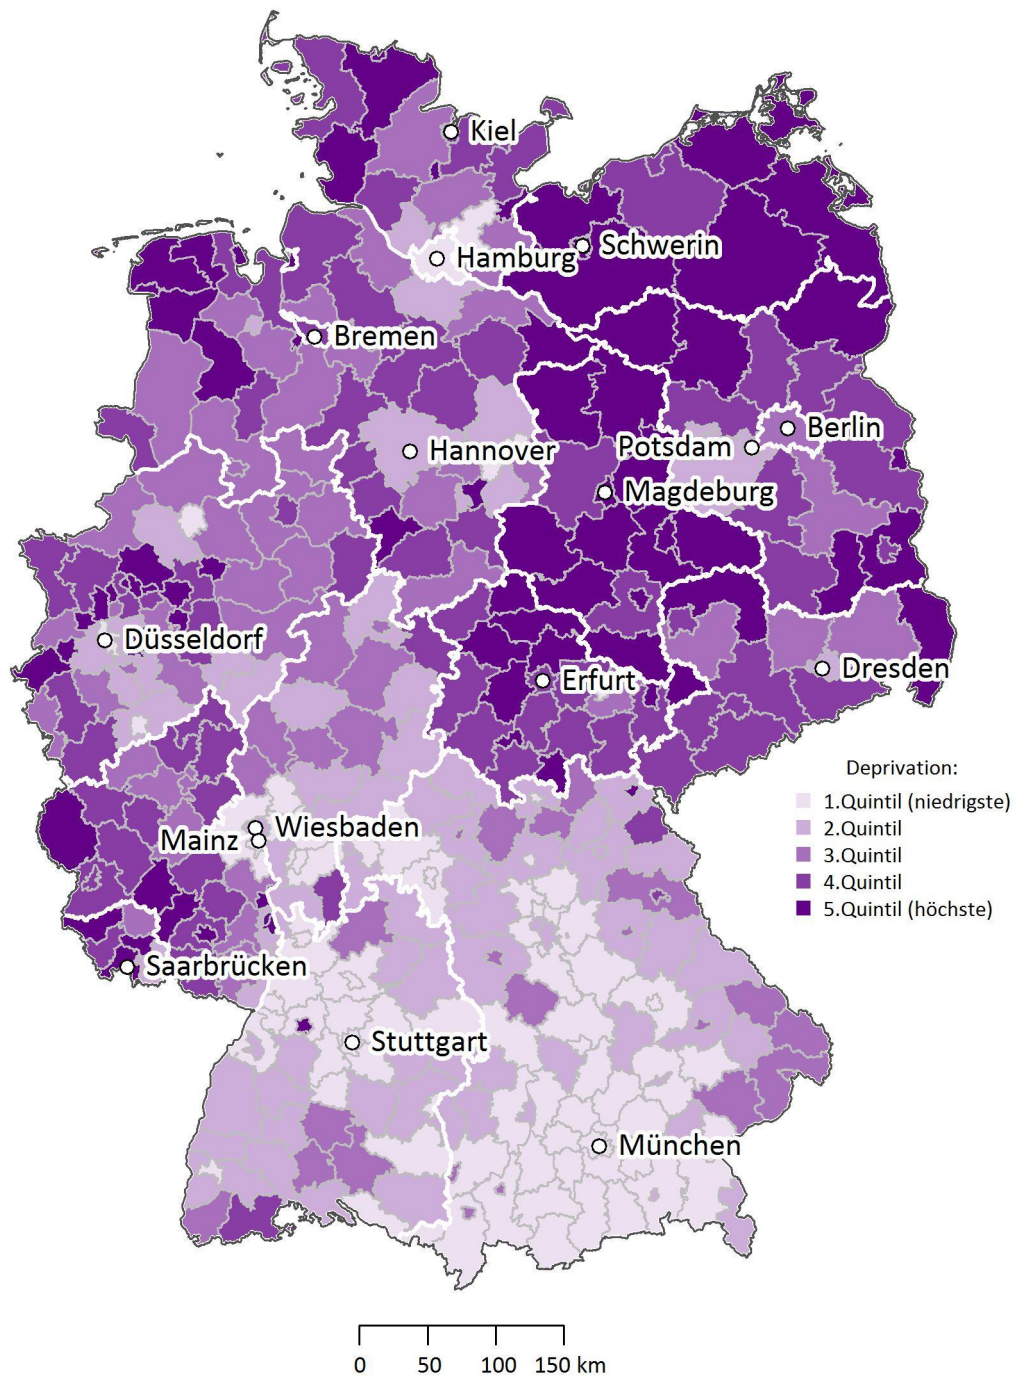 Kiel
Schwerin
Hamburg
Bremen
Berlin
Hannover
Potsdam
Magdeburg
Düsseldorf
Dresden
Erfurt
Deprivation:
1.Quintil (niedrigste)
2.Quintil
3.Quintil
4.Quintil
5.Quintil (höchste)
Wiesbaden
Mainz
Saarbrücken
Stuttgart
München
0 50 100 150 km